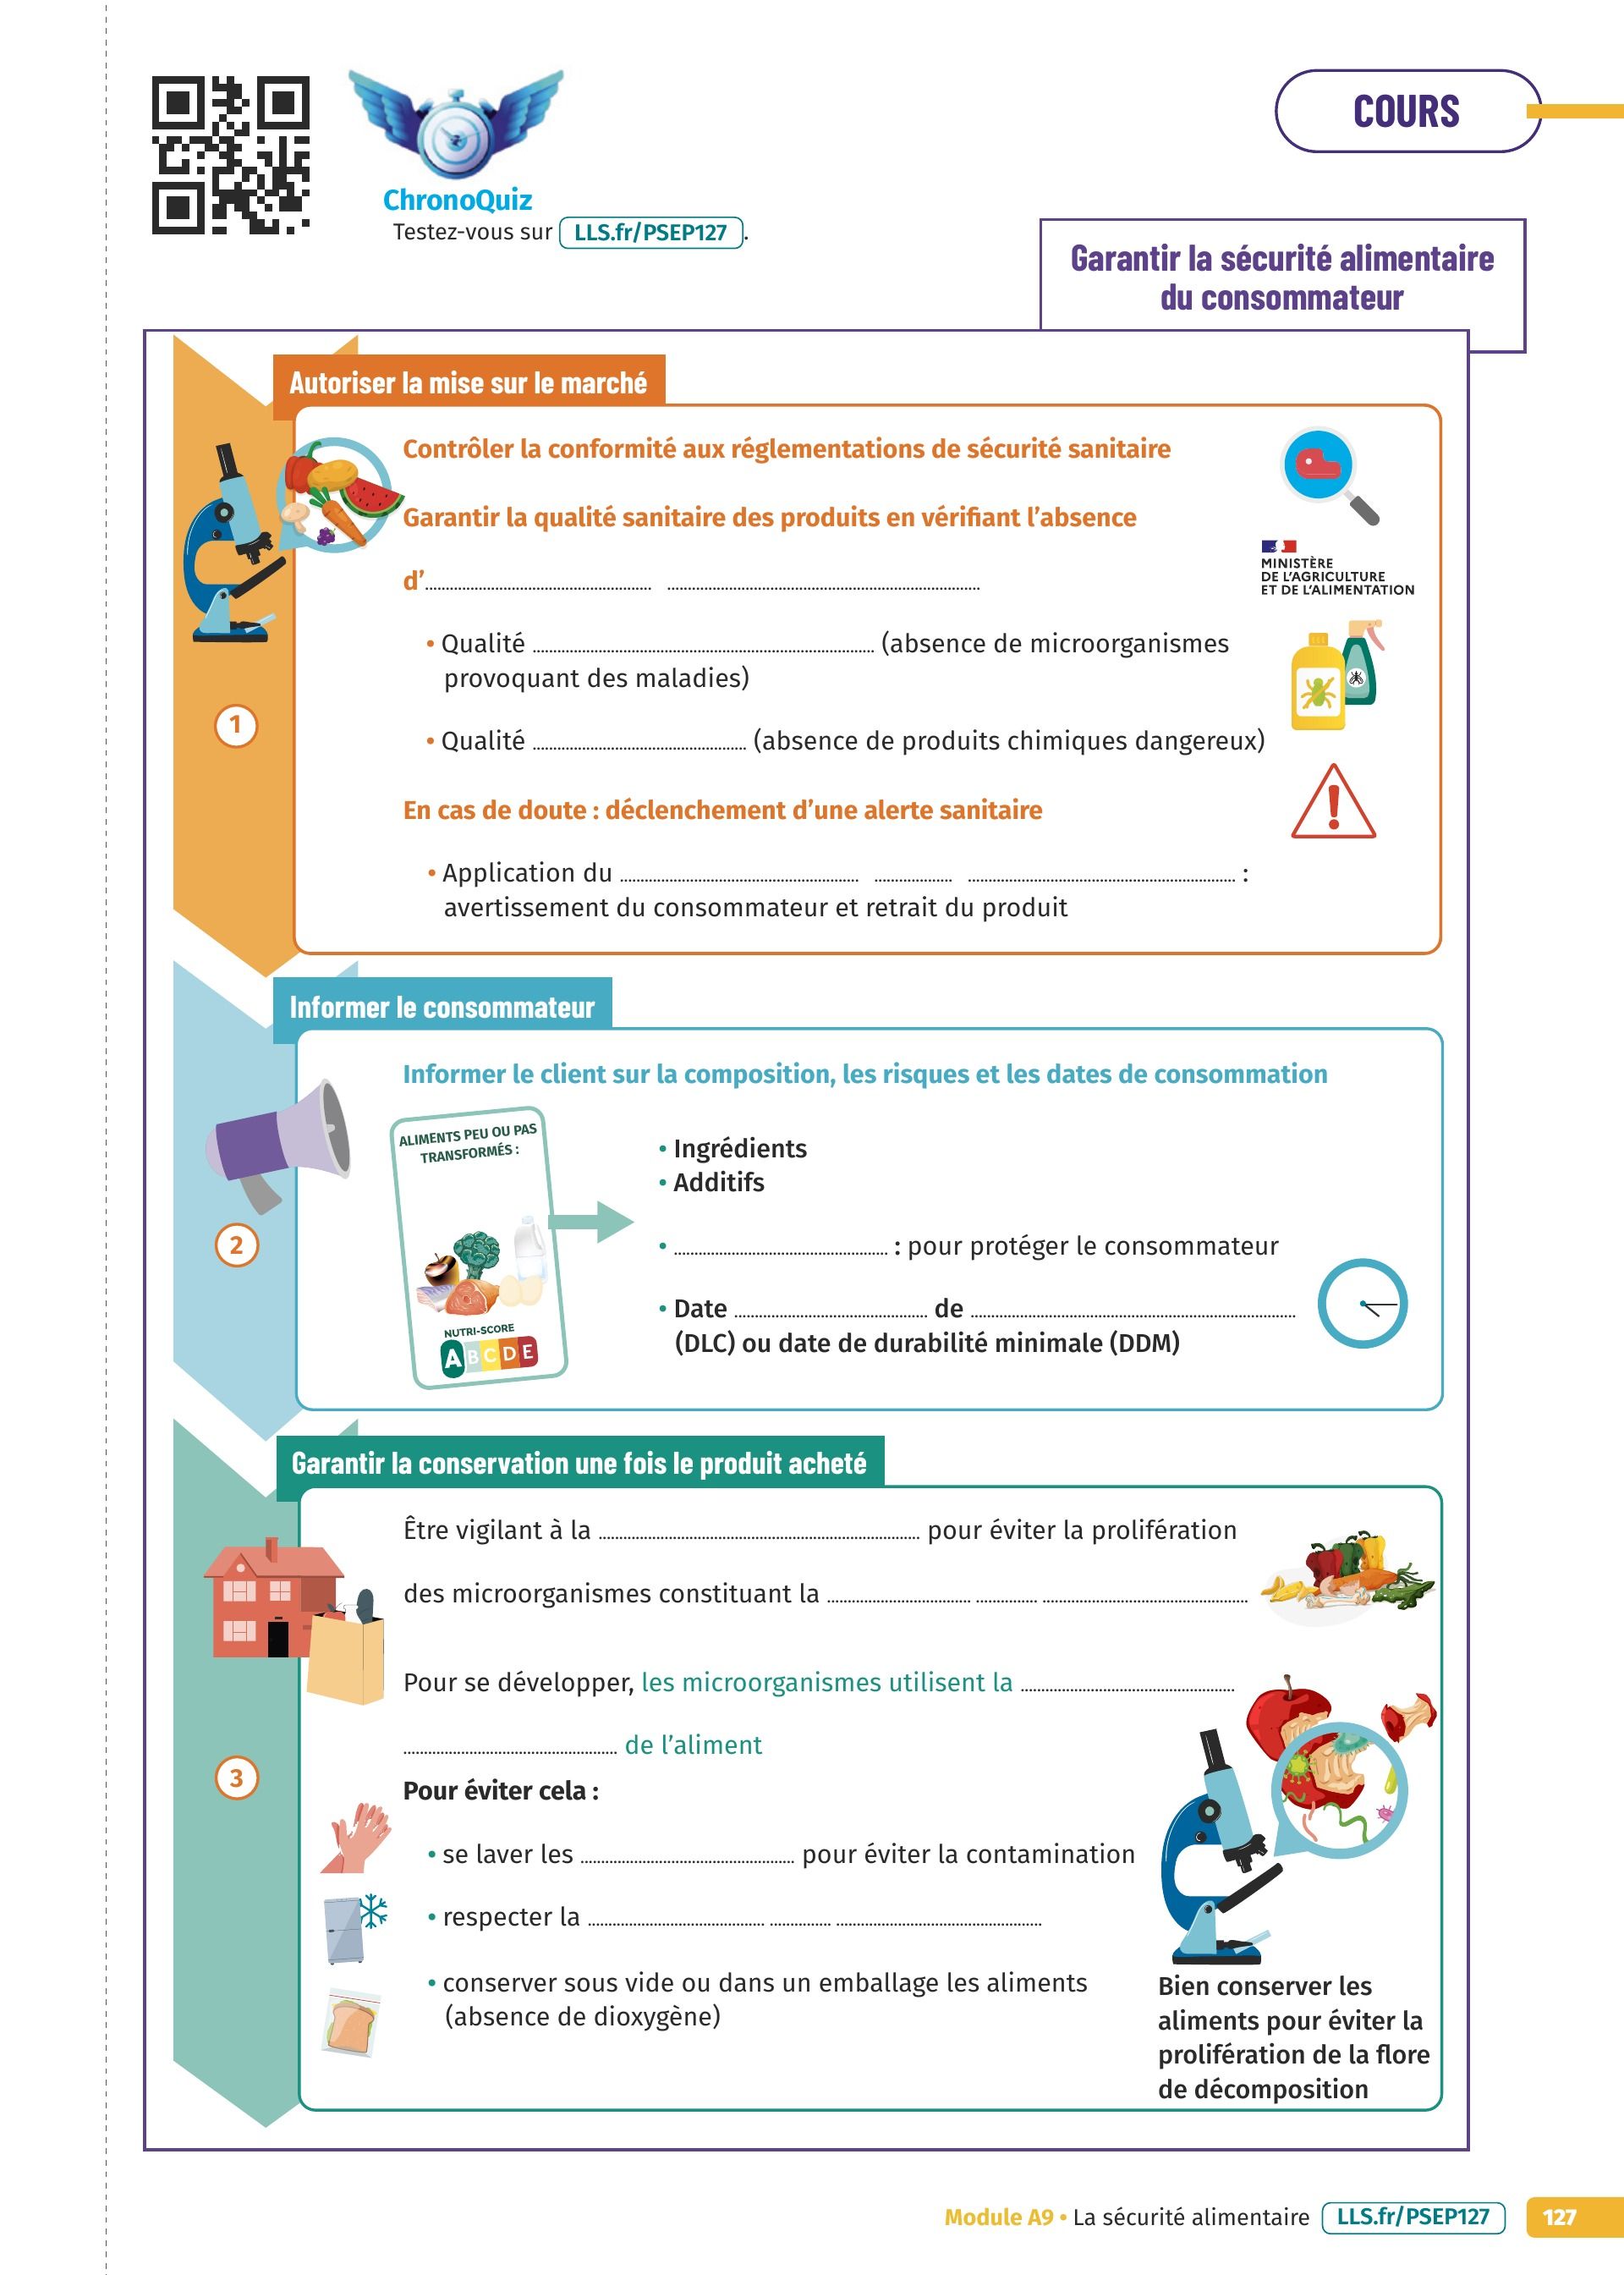 COURS
ChronoQuiz
Testez-vous sur LLS.fr/PSEP127.
Garantir la sécurité alimentaire
du consommateur
Autoriser la mise sur le marché
Contrôler la conformité aux réglementations de sécurité sanitaire
Garantir la qualité sanitaire des produits en vérifiant l'absence
MINISTÈRE
DE L'AGRICULTURE
ET DE L'ALIMENTATION
d'.................... ....................
• Qualité .................... (absence de microorganismes
provoquant des maladies)
1
• Qualité .................... (absence de produits chimiques dangereux)
En cas de doute : déclenchement d'une alerte sanitaire
• Application du .................... .......... .................... :
avertissement du consommateur et retrait du produit
Informer le consommateur
Informer le client sur la composition, les risques et les dates de consommation
ALIMENTS PEU OU PAS
TRANSFORMÉS :
• Ingrédients
• Additifs
2
• .................... : pour protéger le consommateur
• Date .................... de ....................
(DLC) ou date de durabilité minimale (DDM)
NUTRI-SCORE
A B C D E
Garantir la conservation une fois le produit acheté
Être vigilant à la .................... pour éviter la prolifération
des microorganismes constituant la .................... .......... ....................
Pour se développer, les microorganismes utilisent la ....................
.................... de l'aliment
3
Pour éviter cela :
• se laver les .................... pour éviter la contamination
• respecter la .................... .......... ....................
• conserver sous vide ou dans un emballage les aliments
(absence de dioxygène)
Bien conserver les
aliments pour éviter la
prolifération de la flore
de décomposition
Module A9 • La sécurité alimentaire LLS.fr/PSEP127 127